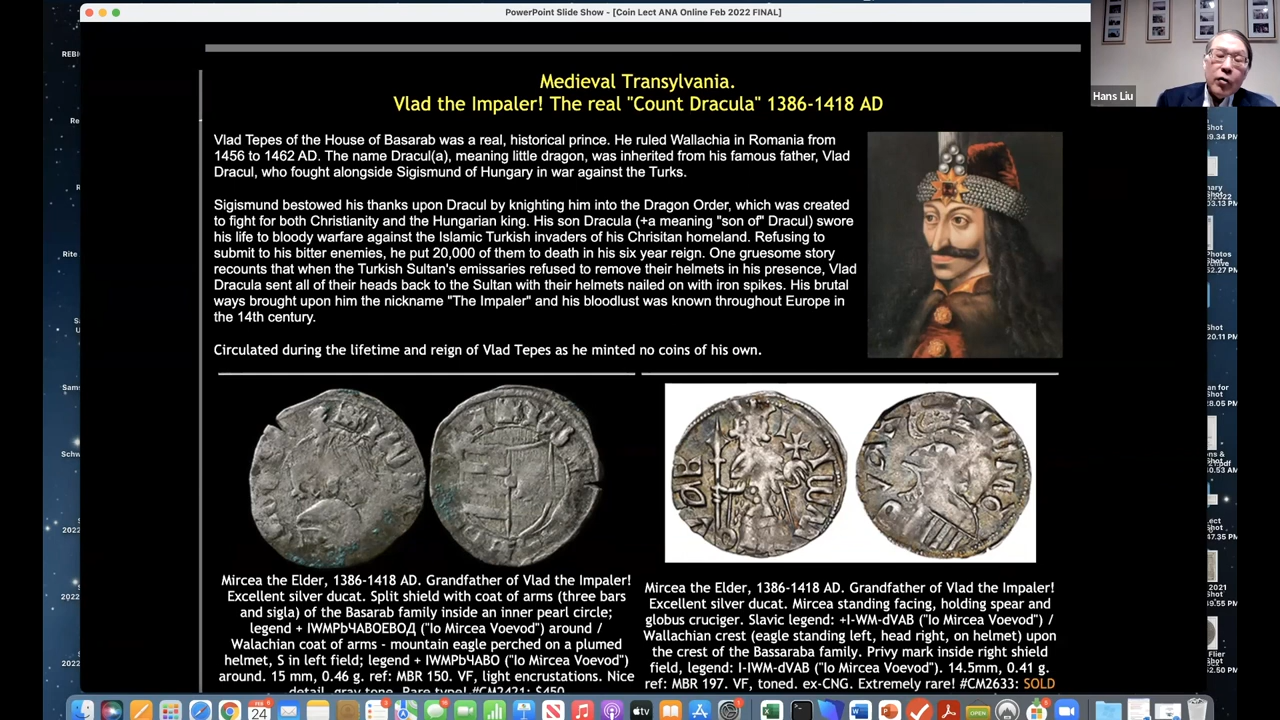 PowerPoint Slide Show - [Coin Lect ANA Online Feb 2022 FINAL]
Hans Liu
Medieval Transylvania.
Vlad the Impaler! The real "Count Dracula" 1386-1418 AD
Vlad Tepes of the House of Basarab was a real, historical prince. He ruled Wallachia in Romania from
1456 to 1462 AD. The name Dracul(a), meaning little dragon, was inherited from his famous father, Vlad
Dracul, who fought alongside Sigismund of Hungary in war against the Turks.
Sigismund bestowed his thanks upon Dracul by knighting him into the Dragon Order, which was created
to fight for both Christianity and the Hungarian king. His son Dracula (+a meaning "son of" Dracul) swore
his life to bloody warfare against the Islamic Turkish invaders of his Chrisitan homeland. Refusing to
submit to his bitter enemies, he put 20,000 of them to death in his six year reign. One gruesome story
recounts that when the Turkish Sultan's emissaries refused to remove their helmets in his presence, Vlad
Dracula sent all of their heads back to the Sultan with their helmets nailed on with iron spikes. His brutal
ways brought upon him the nickname "The Impaler" and his bloodlust was known throughout Europe in
the 14th century.
Circulated during the lifetime and reign of Vlad Tepes as he minted no coins of his own.
Mircea the Elder, 1386-1418 AD. Grandfather of Vlad the Impaler!
Excellent silver ducat. Split shield with coat of arms (three bars
and sigla) of the Basarab family inside an inner pearl circle;
legend + IWMPЬЧABOEBOД ("Io Mircea Voevod") around /
Walachian coat of arms - mountain eagle perched on a plumed
helmet, S in left field; legend + IWMPЬЧABO ("Io Mircea Voevod")
around. 15 mm, 0.46 g. ref: MBR 150. VF, light encrustations. Nice
detail, gray tone. Rare type! #CM2421: $450
Mircea the Elder, 1386-1418 AD. Grandfather of Vlad the Impaler!
Excellent silver ducat. Mircea standing facing, holding spear and
globus cruciger. Slavic legend: +I-WM-dVAB ("Io Mircea Voevod") /
Wallachian crest (eagle standing left, head right, on helmet) upon
the crest of the Bassaraba family. Privy mark inside right shield
field, legend: I-IWM-dVAB ("Io Mircea Voevod"). 14.5mm, 0.41 g.
ref: MBR 197. VF, toned. ex-CNG. Extremely rare! #CM2633: SOLD
FEB
24
tv
OPEN